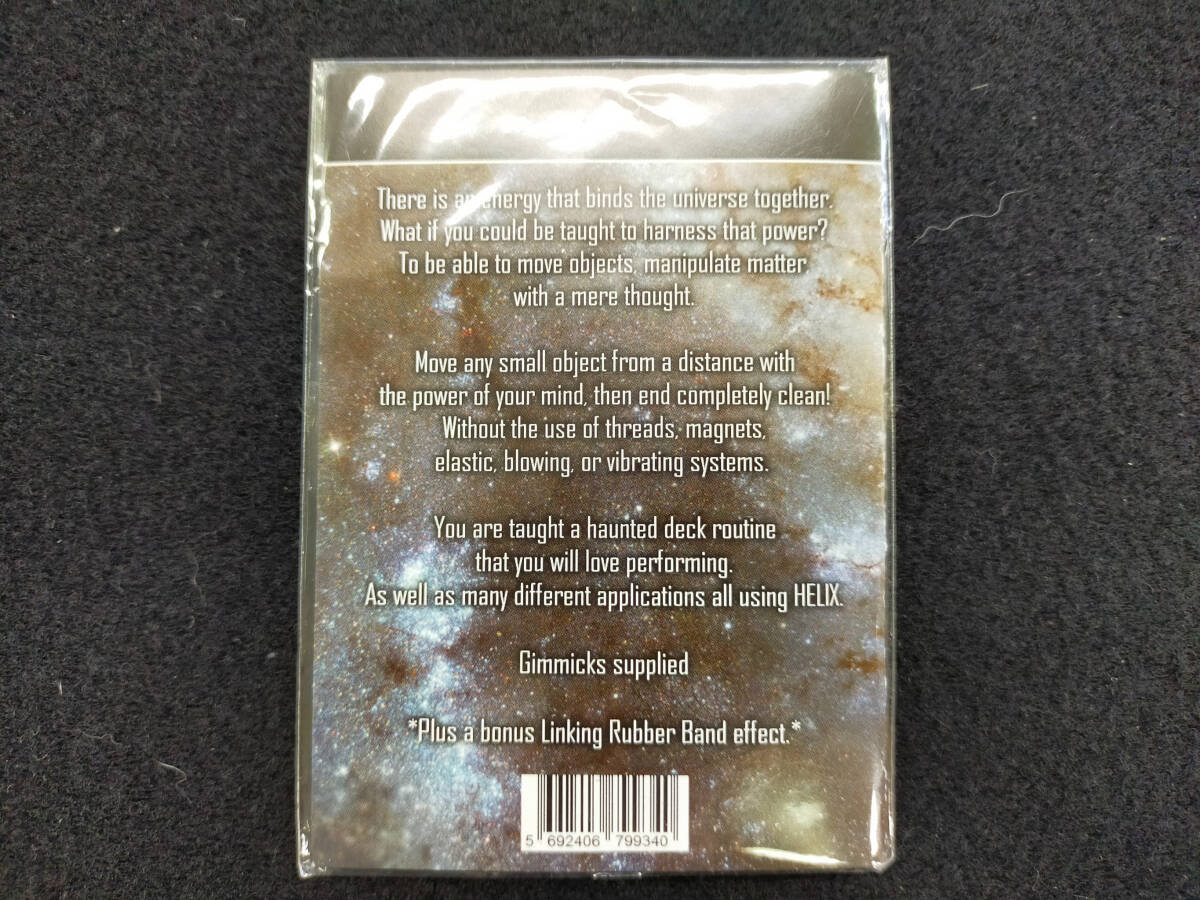 There is an energy that binds the universe together.
What if you could be taught to harness that power?
To be able to move objects, manipulate matter
with a mere thought.
Move any small object from a distance with
the power of your mind, then end completely clean!
Without the use of threads, magnets,
elastic, blowing, or vibrating systems.
You are taught a haunted deck routine
that you will love performing.
As well as many different applications all using HELIX.
Gimmicks supplied
*Plus a bonus Linking Rubber Band effect.*
5 692406 799340